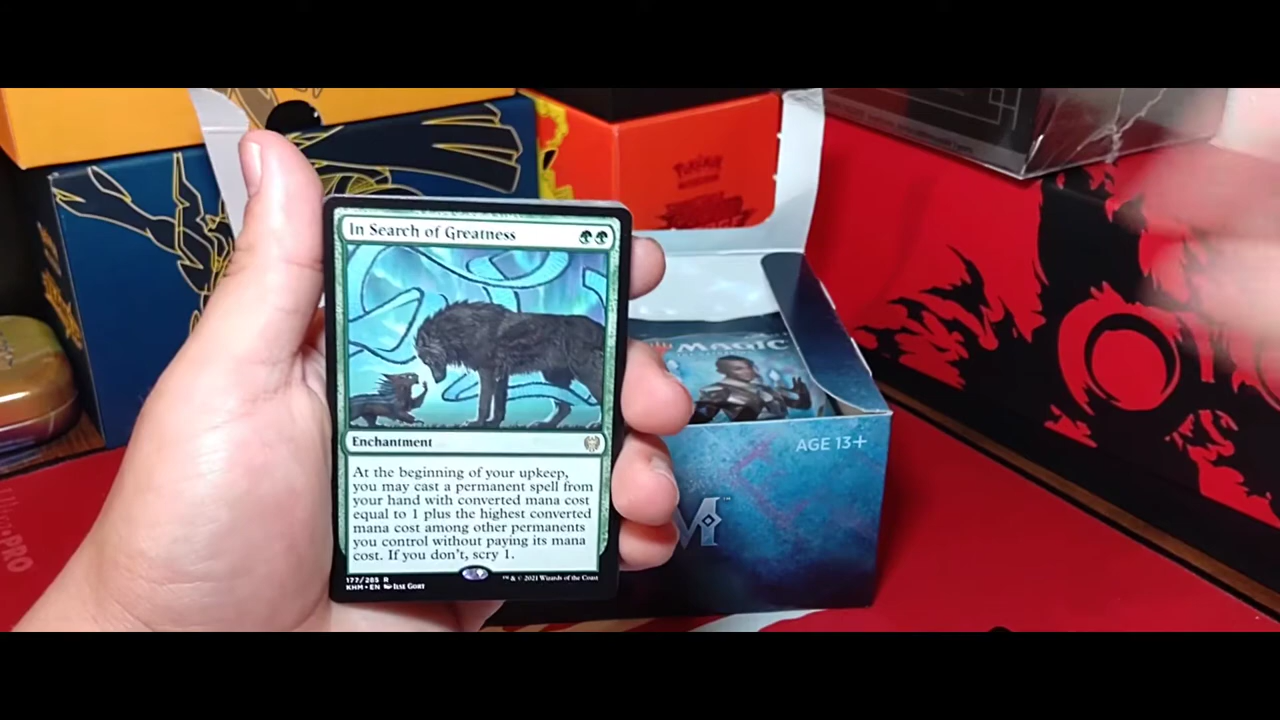 In Search of Greatness
Enchantment
At the beginning of your upkeep,
you may cast a permanent spell from
your hand with converted mana cost
equal to 1 plus the highest converted
mana cost among other permanents
you control without paying its mana
cost. If you don't, scry 1.
177/285 R
KHM • EN Ilse Gort
™ & © 2021 Wizards of the Coast
MAGIC
AGE 13+
POKéMON